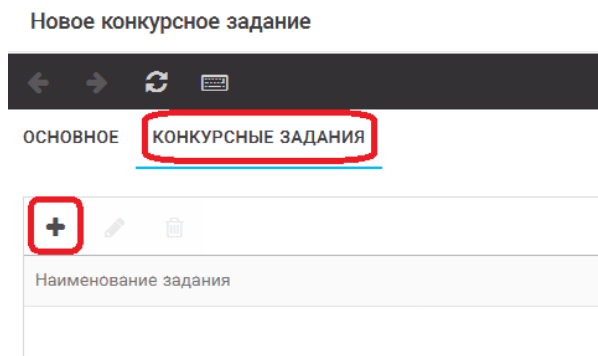 Новое конкурсное задание
ОСНОВНОЕ КОНКУРСНЫЕ ЗАДАНИЯ
Наименование задания